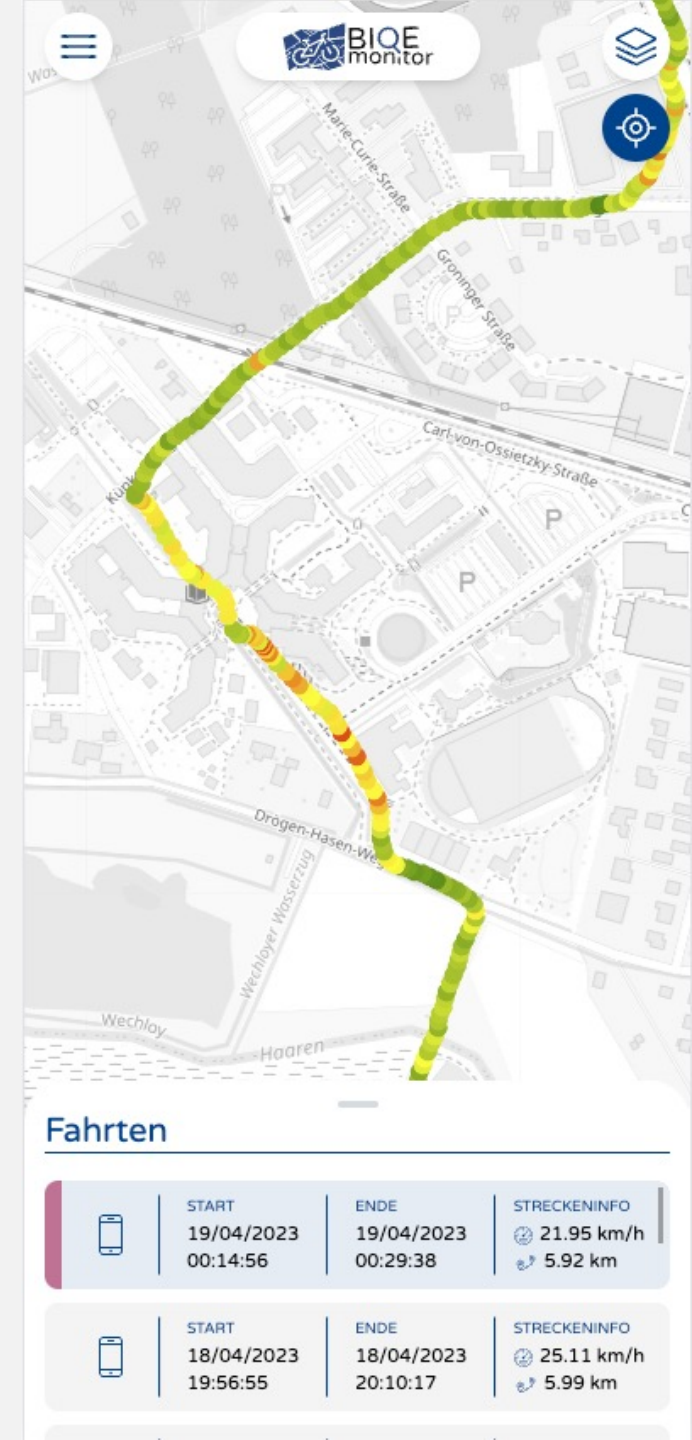 BIQE
monitor
Marie-Curie-Straße
Groninger Straße
P
Carl-von-Ossietzky-Straße
P
P
Drögen-Hasen-Weg
Wechloyer Wasserzug
Wechloy
Haaren
Fahrten
START
19/04/2023
00:14:56
ENDE
19/04/2023
00:29:38
STRECKENINFO
21.95 km/h
5.92 km
START
18/04/2023
19:56:55
ENDE
18/04/2023
20:10:17
STRECKENINFO
25.11 km/h
5.99 km